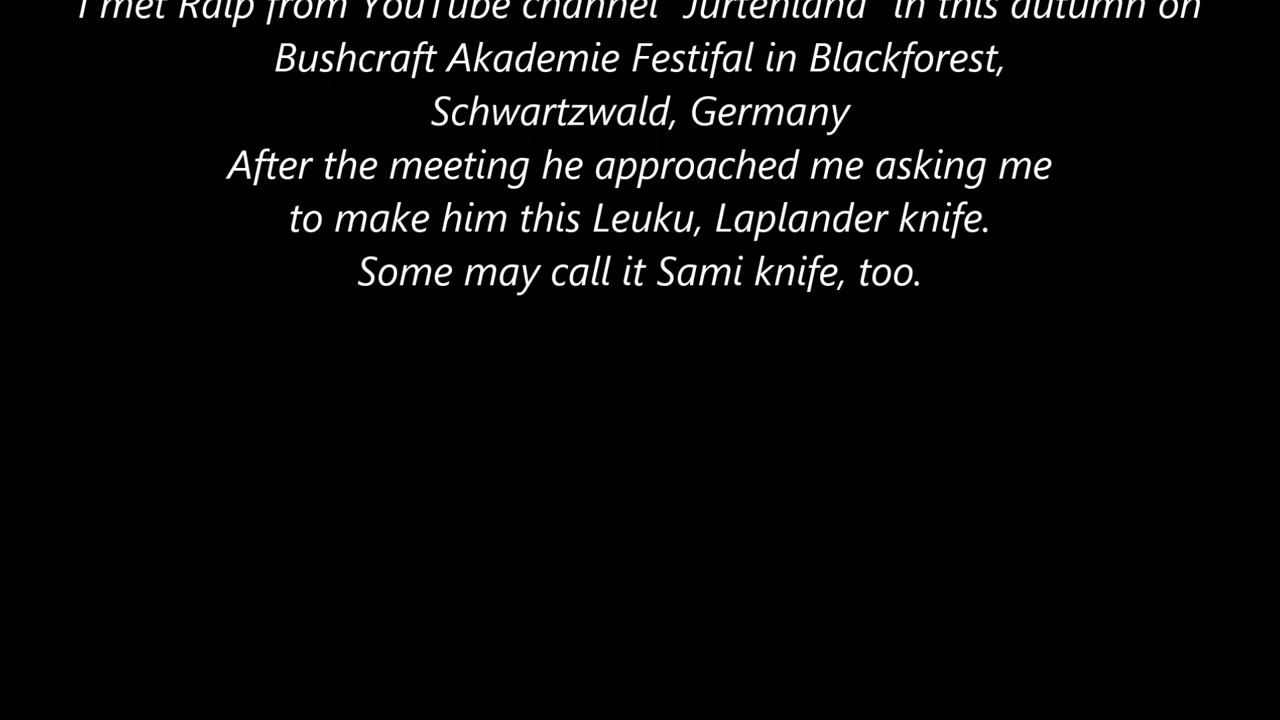 I met Ralp from YouTube channel "Jurtenland" in this autumn on
Bushcraft Akademie Festifal in Blackforest,
Schwartzwald, Germany
After the meeting he approached me asking me
to make him this Leuku, Laplander knife.
Some may call it Sami knife, too.